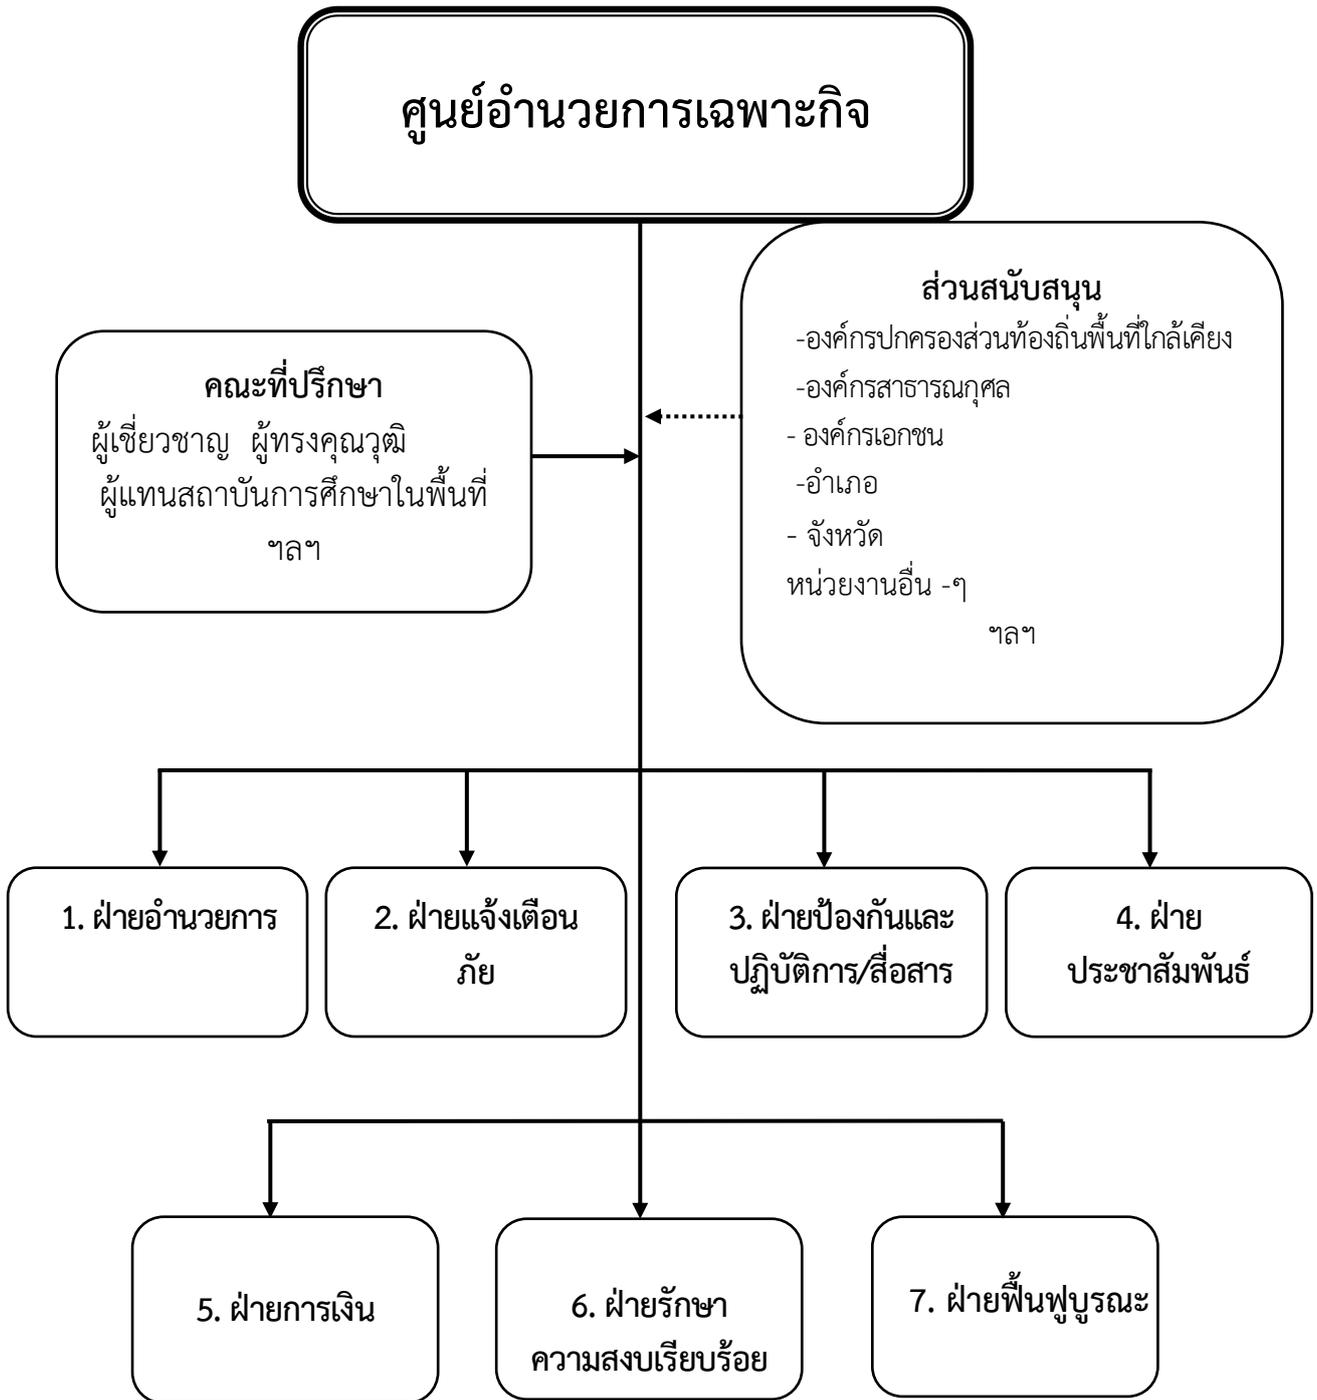 ศูนย์อำนวยการเฉพาะกิจ
คณะที่ปรึกษา
ผู้เชี่ยวชาญ ผู้ทรงคุณวุฒิ
ผู้แทนสถาบันการศึกษาในพื้นที่
ฯลฯ
ส่วนสนับสนุน
-องค์กรปกครองส่วนท้องถิ่นพื้นที่ใกล้เคียง
-องค์กรสาธารณกุศล
- องค์กรเอกชน
-อำเภอ
- จังหวัด
หน่วยงานอื่น -ๆ
ฯลฯ
1. ฝ่ายอำนวยการ
2. ฝ่ายแจ้งเตือน
ภัย
3. ฝ่ายป้องกันและ
ปฏิบัติการ/สื่อสาร
4. ฝ่าย
ประชาสัมพันธ์
5. ฝ่ายการเงิน
6. ฝ่ายรักษา
ความสงบเรียบร้อย
7. ฝ่ายฟื้นฟูบูรณะ